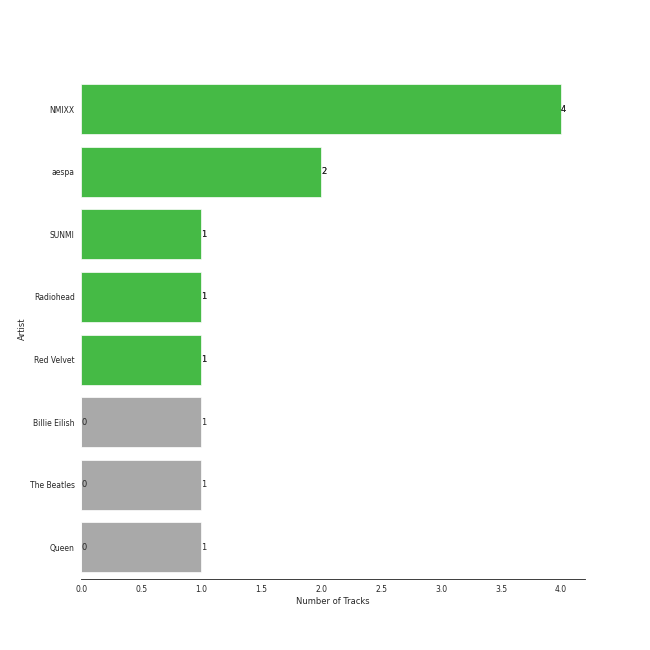 NMIXX 4
aespa 2
SUNMI 1
Radiohead 1
Red Velvet 1
Billie Eilish 0 1
The Beatles 0 1
Queen 0 1
Artist
0.0 0.5 1.0 1.5 2.0 2.5 3.0 3.5 4.0
Number of Tracks